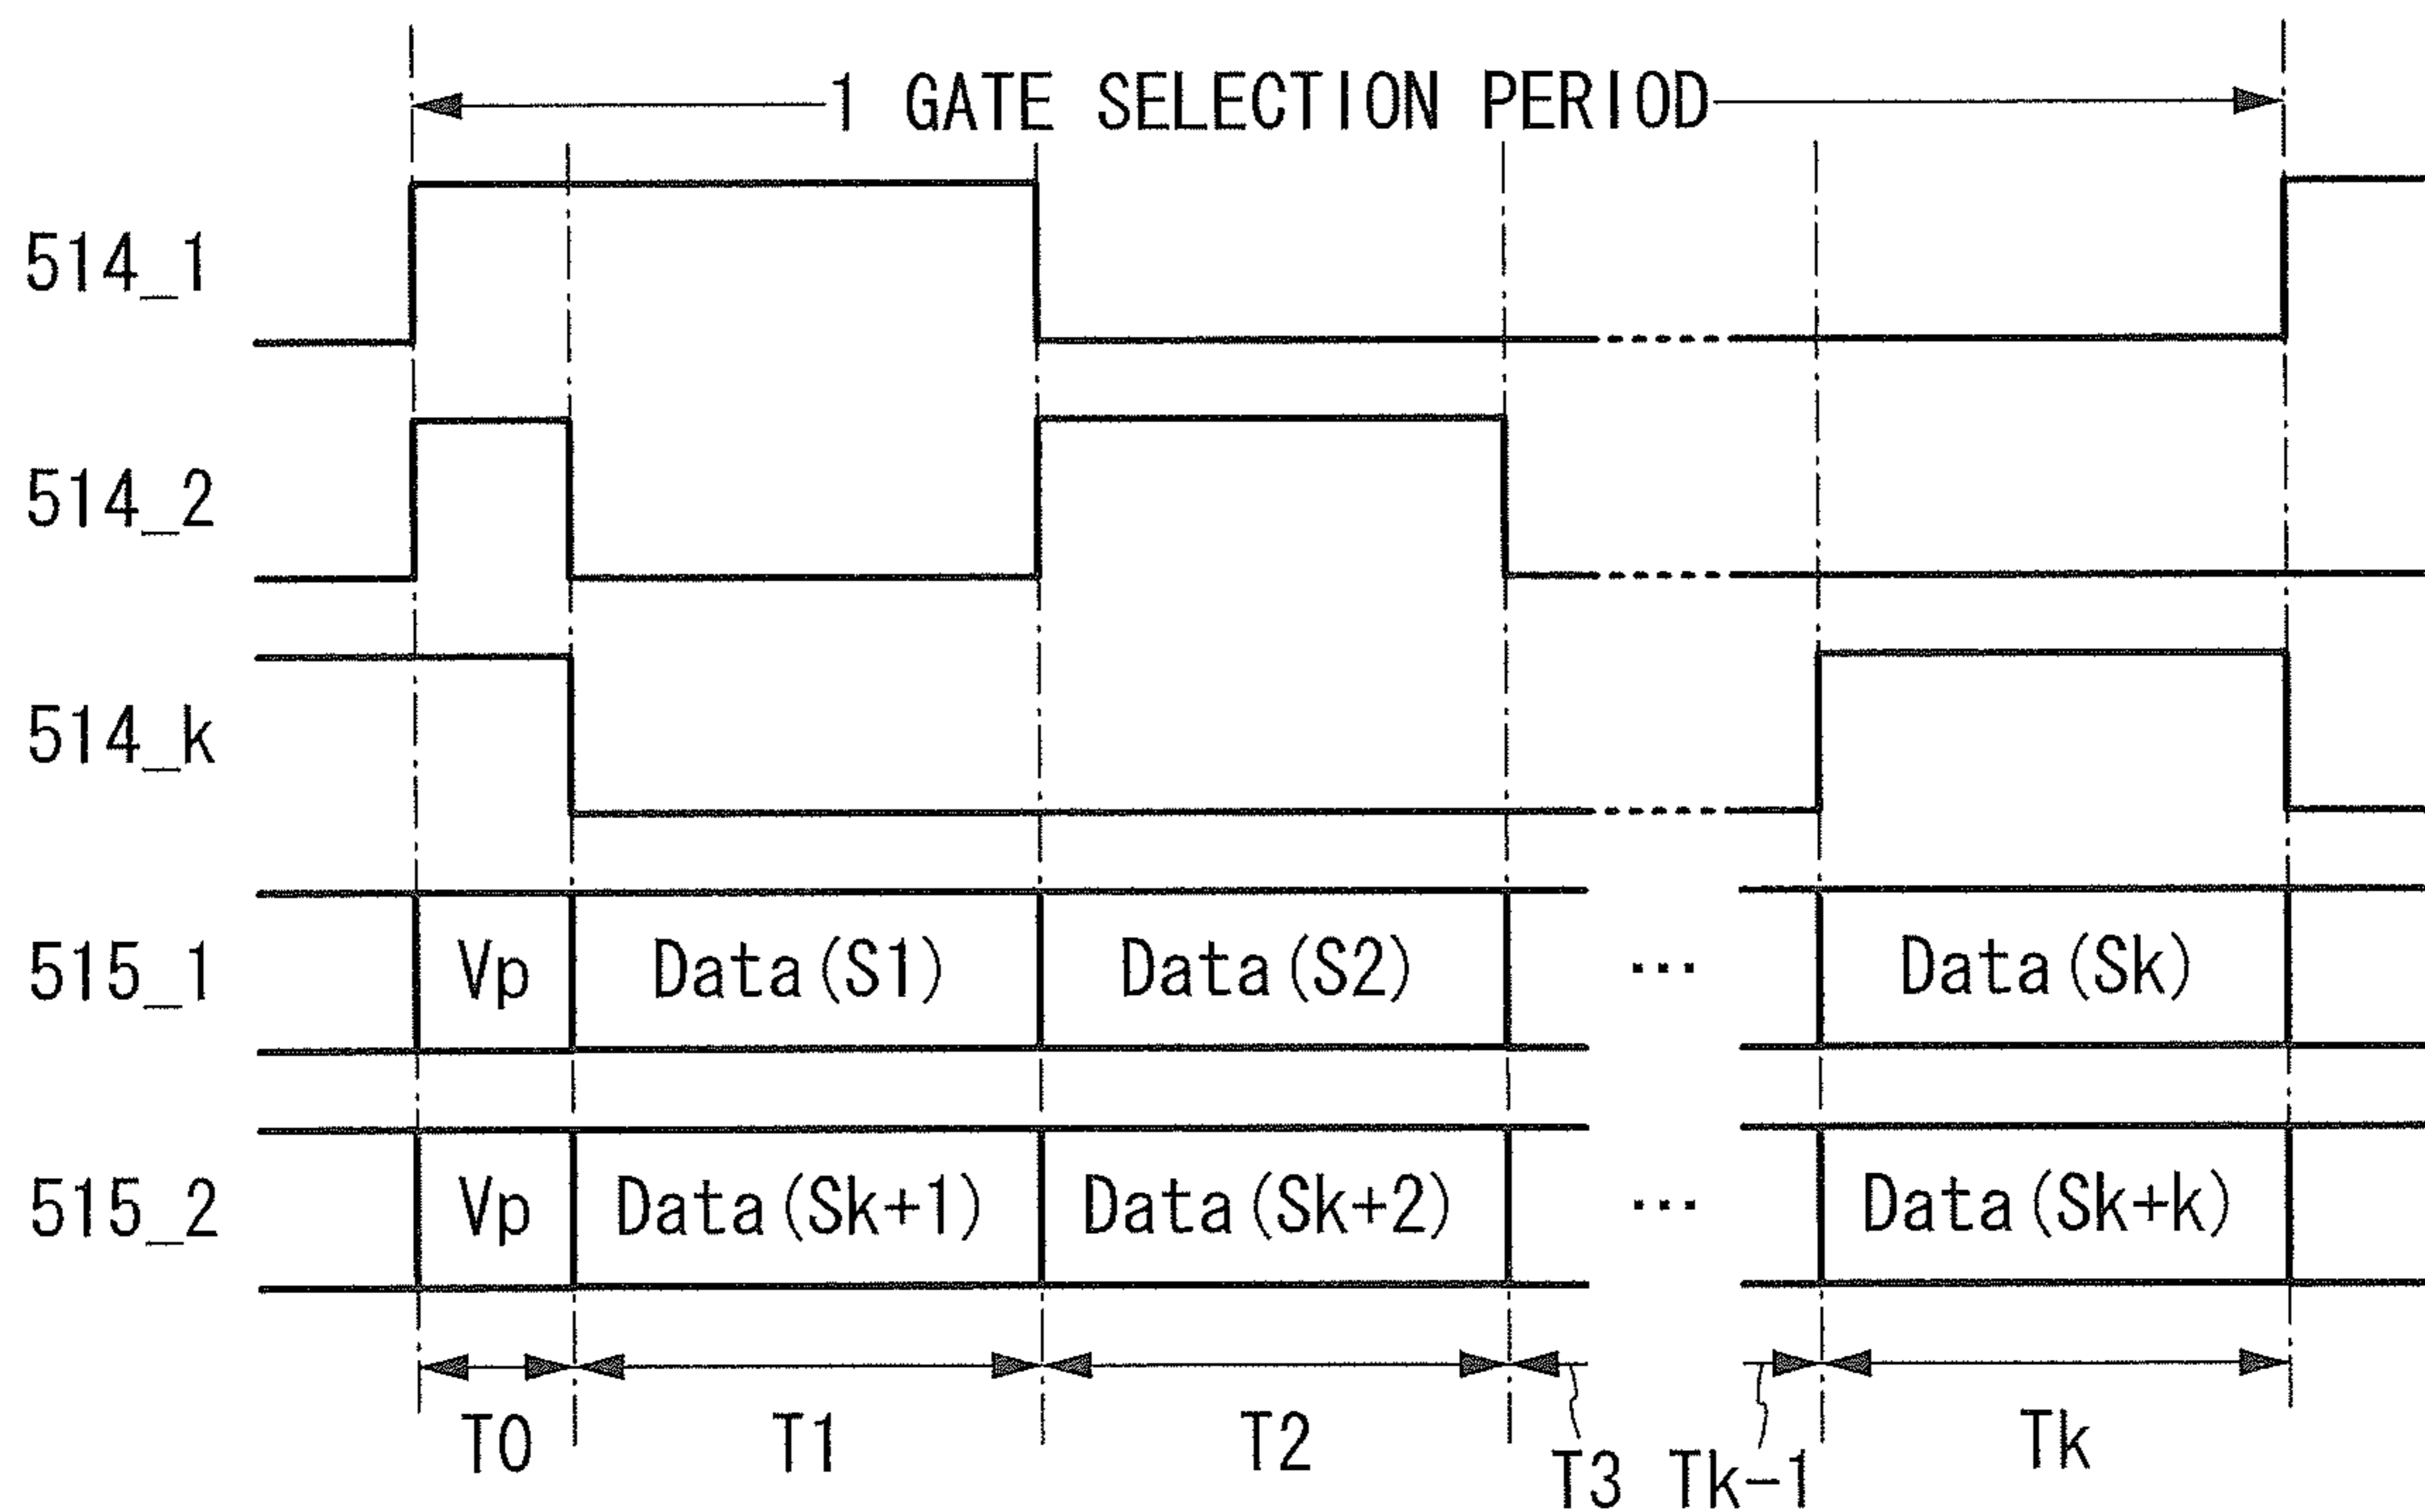 1 GATE SELECTION PERIOD
514_1
514_2
514_k
515_1 Vp Data(S1) Data(S2) ... Data(Sk)
515_2 Vp Data(Sk+1) Data(Sk+2) ... Data(Sk+k)
T0 T1 T2 T3 Tk-1 Tk